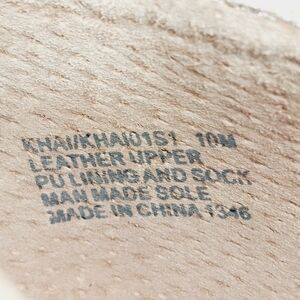 KHAI/KHAI01S1 10M
LEATHER UPPER
PU LINING AND SOCK
MAN MADE SOLE
MADE IN CHINA 1346